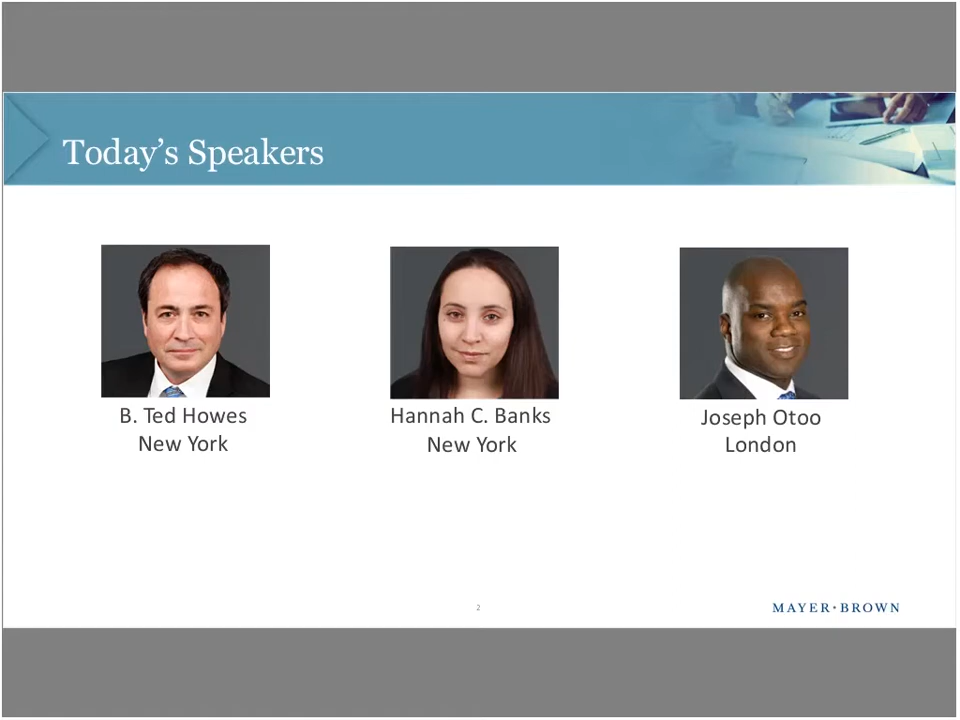 Today’s Speakers
B. Ted Howes
New York
Hannah C. Banks
New York
Joseph Otoo
London
2
MAYER•BROWN